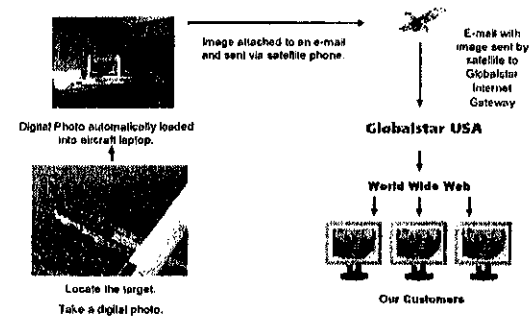 Image attached to an e-mail
and sent via satellite phone.
E-mail with
image sent by
satellite to
Globalstar
Internet
Gateway
Digital Photo automatically loaded
into aircraft laptop.
Globalstar USA
World Wide Web
Locate the target.
Take a digital photo.
Our Customers